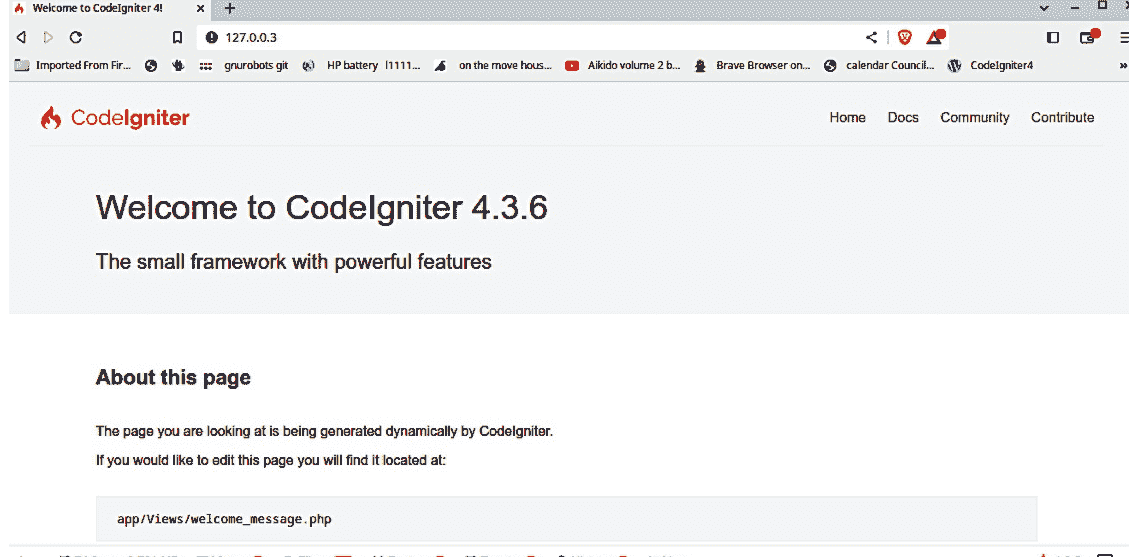 Welcome to CodeIgniter 4!
127.0.0.3
Imported From Fir... gnurobots git HP battery l1111... on the move hous... Aikido volume 2 b... Brave Browser on... calendar Council... CodeIgniter4 »
CodeIgniter Home Docs Community Contribute
Welcome to CodeIgniter 4.3.6
The small framework with powerful features
About this page
The page you are looking at is being generated dynamically by CodeIgniter.
If you would like to edit this page you will find it located at:
app/Views/welcome_message.php